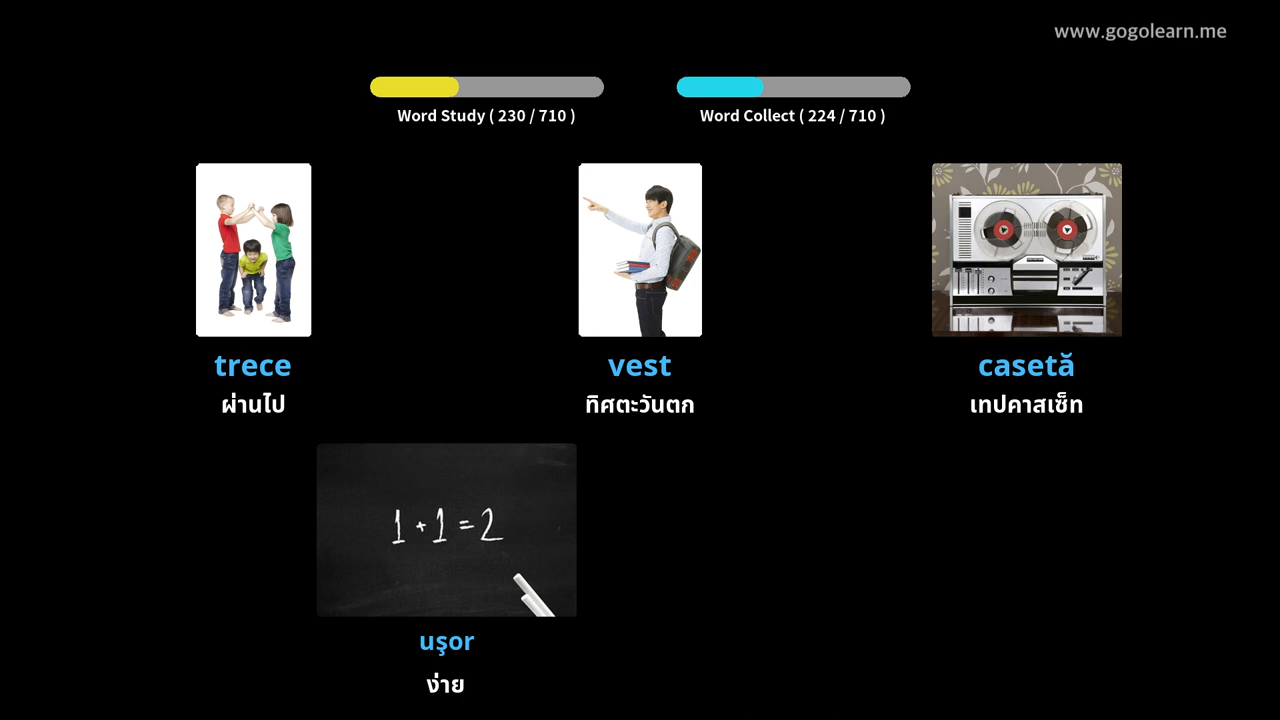 www.gogolearn.me
Word Study ( 230 / 710 )
Word Collect ( 224 / 710 )
trece
ผ่านไป
vest
ทิศตะวันตก
casetă
เทปคาสเซ็ท
1 + 1 = 2
uşor
ง่าย